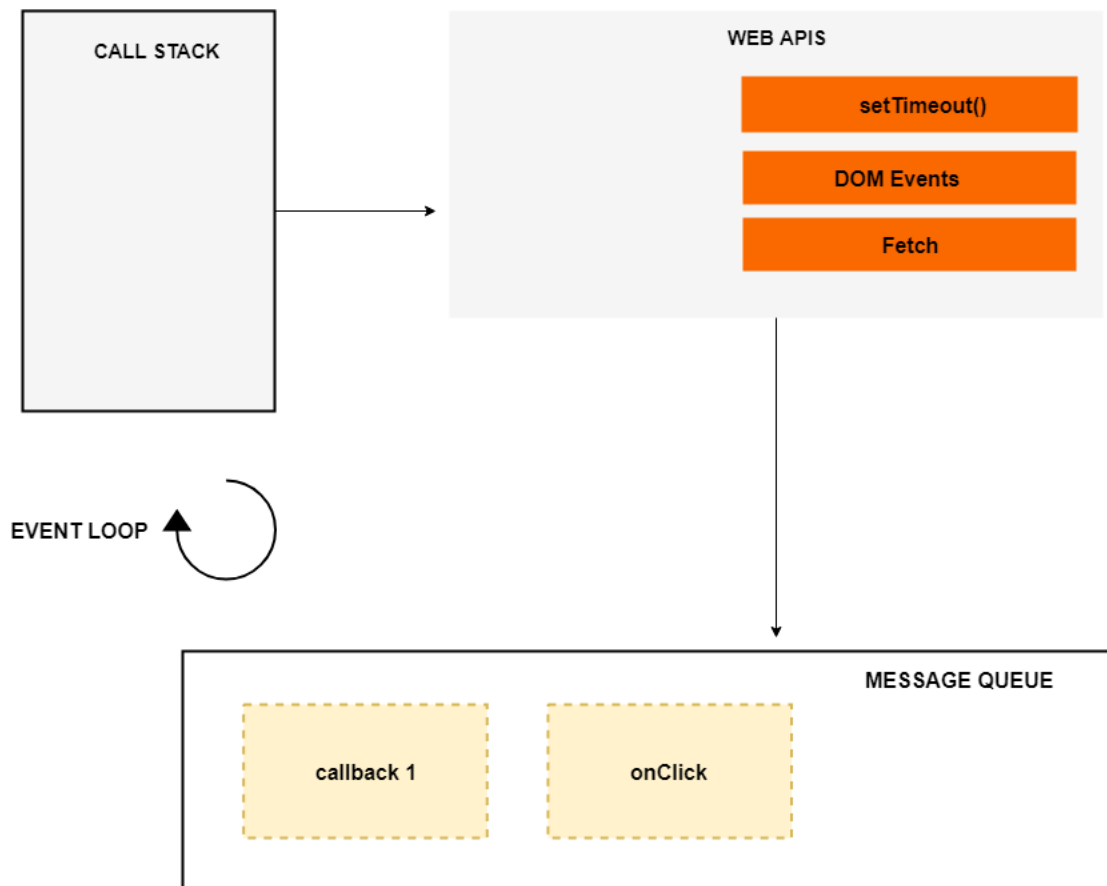 CALL STACK
WEB APIS
setTimeout()
DOM Events
Fetch
EVENT LOOP
MESSAGE QUEUE
callback 1
onClick